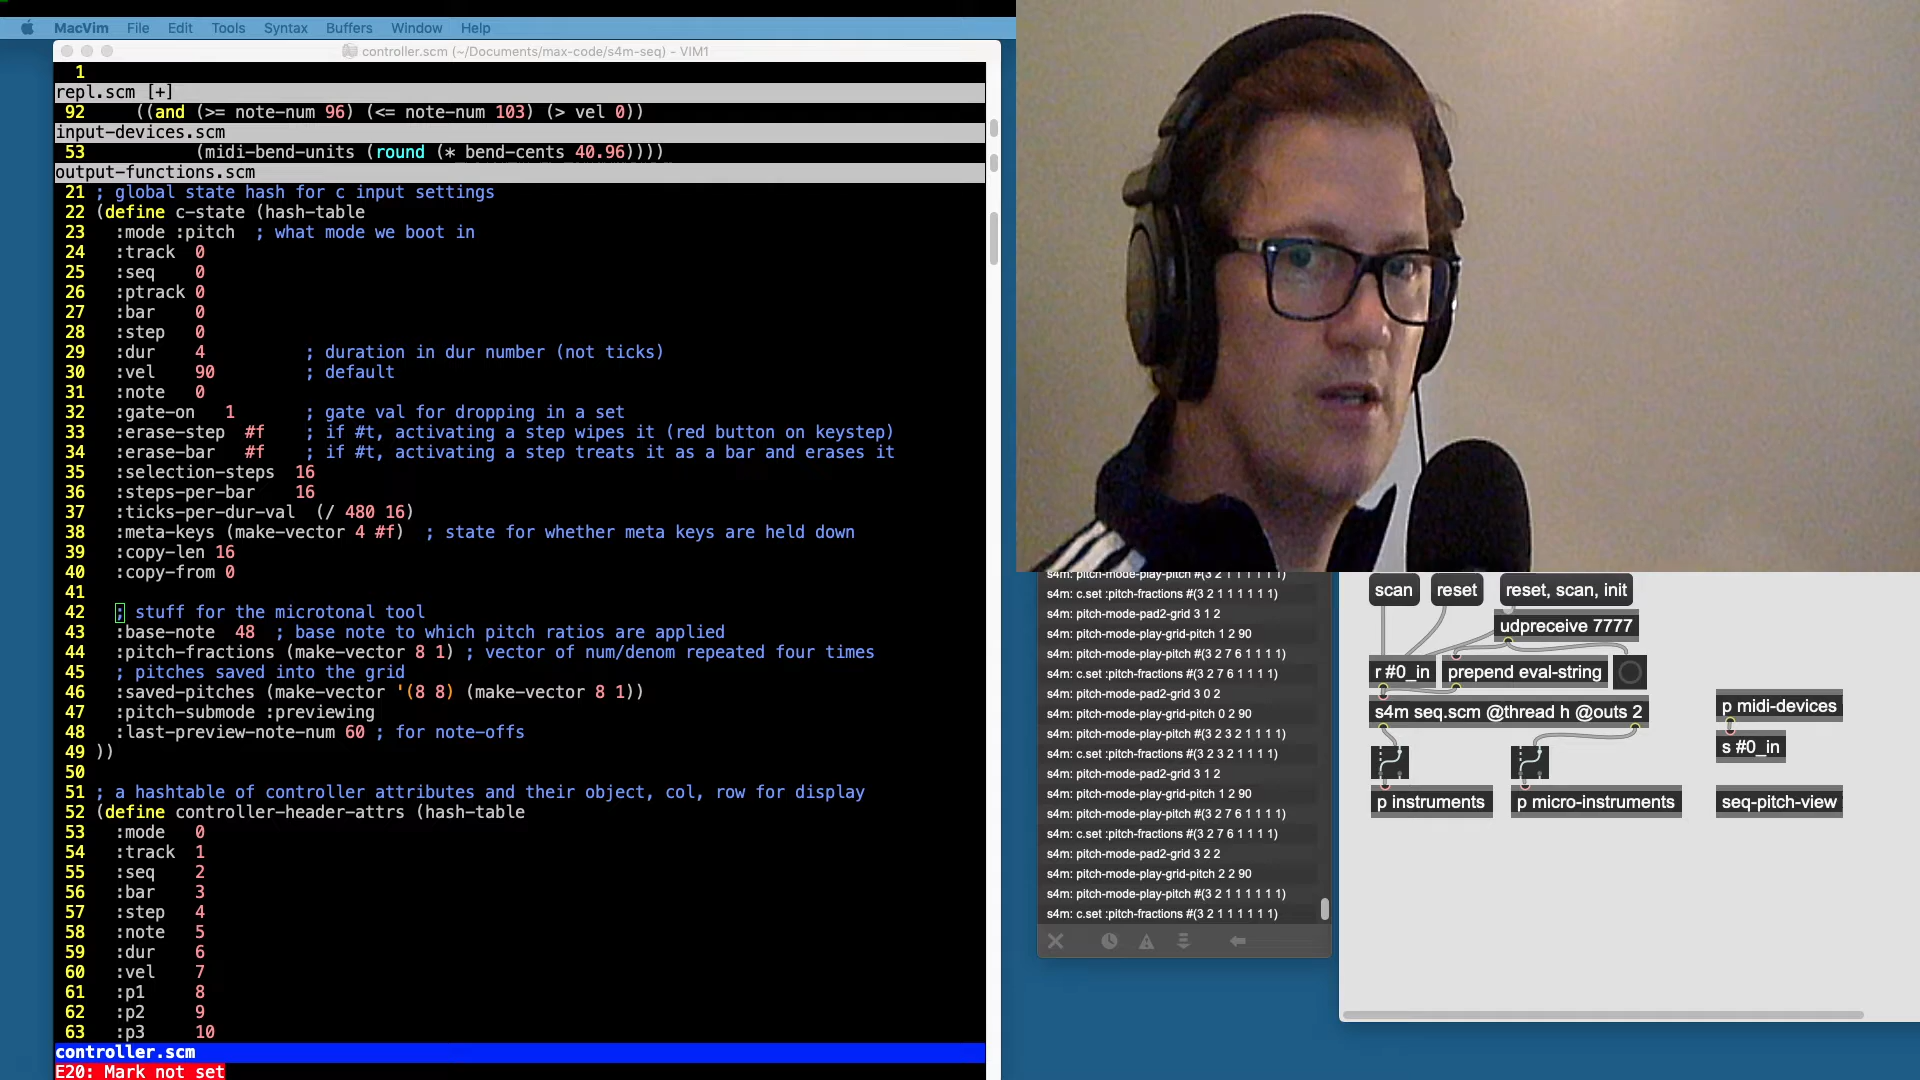 MacVim File Edit Tools Syntax Buffers Window Help
controller.scm (~/Documents/max-code/s4m-seq) - VIM1
1
repl.scm [+]
92 ((and (>= note-num 96) (<= note-num 103) (> vel 0))
input-devices.scm
53 (midi-bend-units (round (* bend-cents 40.96))))
output-functions.scm
21 ; global state hash for c input settings
22 (define c-state (hash-table
23 :mode :pitch ; what mode we boot in
24 :track 0
25 :seq 0
26 :ptrack 0
27 :bar 0
28 :step 0
29 :dur 4 ; duration in dur number (not ticks)
30 :vel 90 ; default
31 :note 0
32 :gate-on 1 ; gate val for dropping in a set
33 :erase-step #f ; if #t, activating a step wipes it (red button on keystep)
34 :erase-bar #f ; if #t, activating a step treats it as a bar and erases it
35 :selection-steps 16
36 :steps-per-bar 16
37 :ticks-per-dur-val (/ 480 16)
38 :meta-keys (make-vector 4 #f) ; state for whether meta keys are held down
39 :copy-len 16
40 :copy-from 0
41
42 ; stuff for the microtonal tool
43 :base-note 48 ; base note to which pitch ratios are applied
44 :pitch-fractions (make-vector 8 1) ; vector of num/denom repeated four times
45 ; pitches saved into the grid
46 :saved-pitches (make-vector '(8 8) (make-vector 8 1))
47 :pitch-submode :previewing
48 :last-preview-note-num 60 ; for note-offs
49 ))
50
51 ; a hashtable of controller attributes and their object, col, row for display
52 (define controller-header-attrs (hash-table
53 :mode 0
54 :track 1
55 :seq 2
56 :bar 3
57 :step 4
58 :note 5
59 :dur 6
60 :vel 7
61 :p1 8
62 :p2 9
63 :p3 10
controller.scm
E20: Mark not set
s4m: pitch-mode-play-pitch #(3 2 1 1 1 1 1 1)
s4m: c.set :pitch-fractions #(3 2 1 1 1 1 1 1)
s4m: pitch-mode-pad2-grid 3 1 2
s4m: pitch-mode-play-grid-pitch 1 2 90
s4m: pitch-mode-play-pitch #(3 2 7 6 1 1 1 1)
s4m: c.set :pitch-fractions #(3 2 7 6 1 1 1 1)
s4m: pitch-mode-pad2-grid 3 0 2
s4m: pitch-mode-play-grid-pitch 0 2 90
s4m: pitch-mode-play-pitch #(3 2 3 2 1 1 1 1)
s4m: c.set :pitch-fractions #(3 2 3 2 1 1 1 1)
s4m: pitch-mode-pad2-grid 3 1 2
s4m: pitch-mode-play-grid-pitch 1 2 90
s4m: pitch-mode-play-pitch #(3 2 7 6 1 1 1 1)
s4m: c.set :pitch-fractions #(3 2 7 6 1 1 1 1)
s4m: pitch-mode-pad2-grid 3 2 2
s4m: pitch-mode-play-grid-pitch 2 2 90
s4m: pitch-mode-play-pitch #(3 2 1 1 1 1 1 1)
s4m: c.set :pitch-fractions #(3 2 1 1 1 1 1 1)
scan reset reset, scan, init
udpreceive 7777
r #0_in prepend eval-string
s4m seq.scm @thread h @outs 2
p midi-devices
s #0_in
p instruments p micro-instruments seq-pitch-view